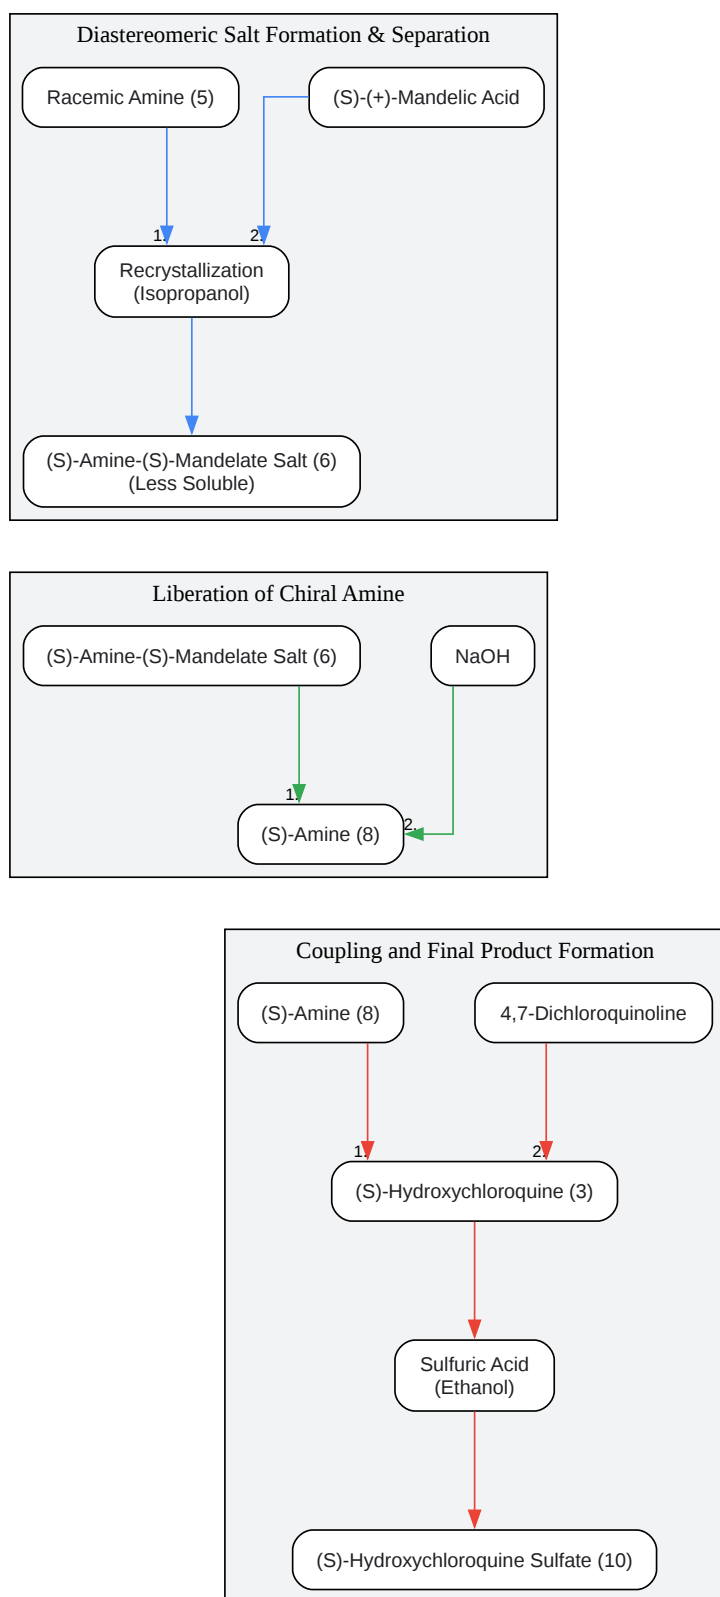 Diastereomeric Salt Formation & Separation
Racemic Amine (5)
(S)-(+)-Mandelic Acid
1.
2.
Recrystallization
(Isopropanol)
(S)-Amine-(S)-Mandelate Salt (6)
(Less Soluble)
Liberation of Chiral Amine
(S)-Amine-(S)-Mandelate Salt (6)
NaOH
1.
2.
(S)-Amine (8)
Coupling and Final Product Formation
(S)-Amine (8)
4,7-Dichloroquinoline
1.
2.
(S)-Hydroxychloroquine (3)
Sulfuric Acid
(Ethanol)
(S)-Hydroxychloroquine Sulfate (10)